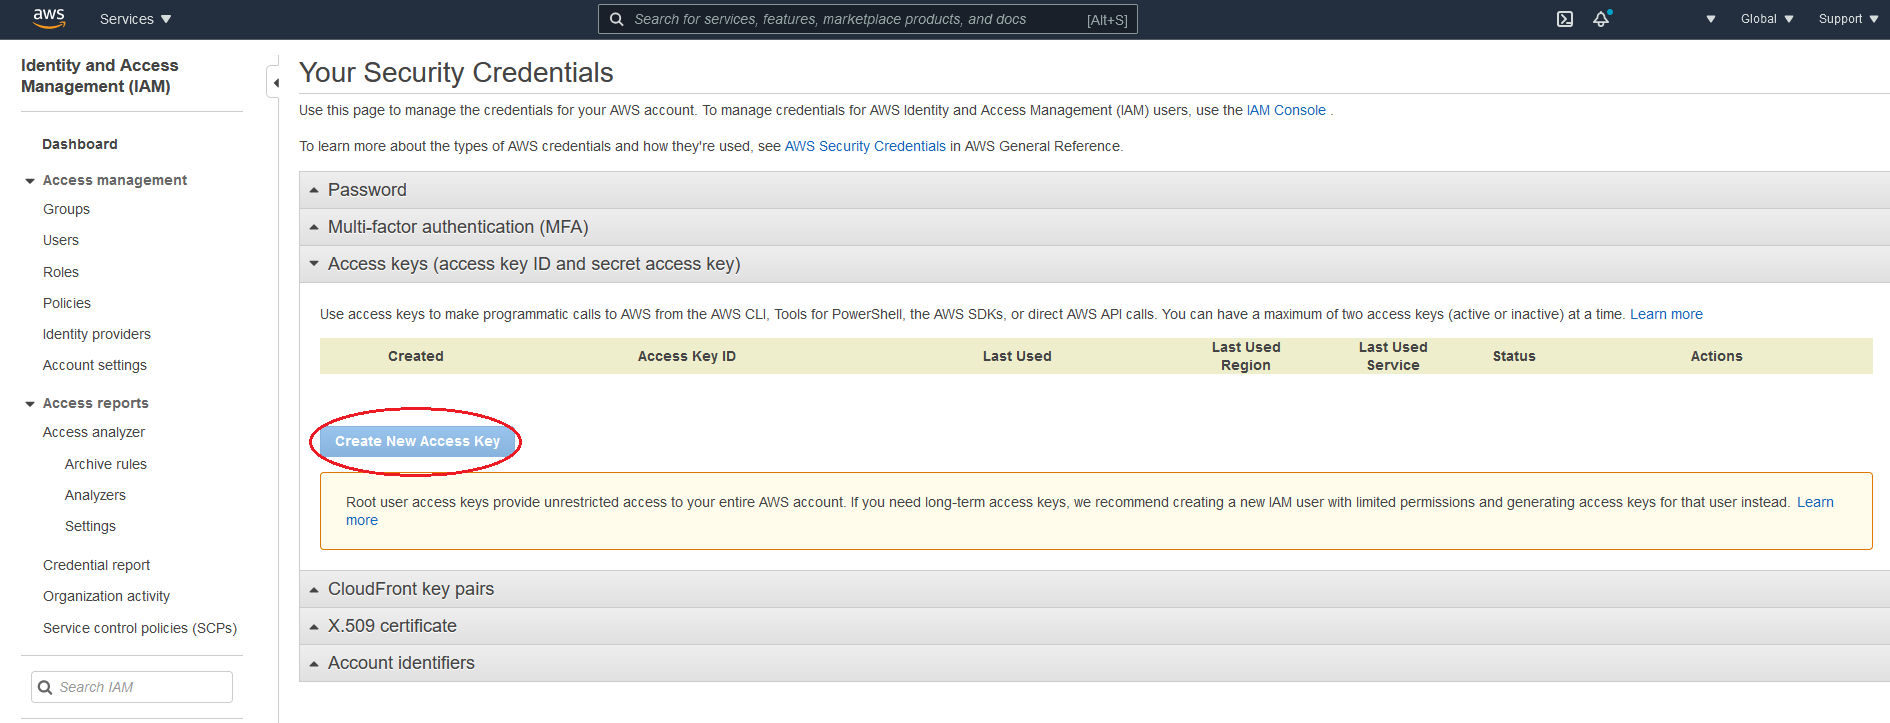 aws
Services
Search for services, features, marketplace products, and docs [Alt+S]
Global
Support
Identity and Access
Management (IAM)
Dashboard
Access management
Groups
Users
Roles
Policies
Identity providers
Account settings
Access reports
Access analyzer
Archive rules
Analyzers
Settings
Credential report
Organization activity
Service control policies (SCPs)
Search IAM
Your Security Credentials
Use this page to manage the credentials for your AWS account. To manage credentials for AWS Identity and Access Management (IAM) users, use the IAM Console .
To learn more about the types of AWS credentials and how they're used, see AWS Security Credentials in AWS General Reference.
Password
Multi-factor authentication (MFA)
Access keys (access key ID and secret access key)
Use access keys to make programmatic calls to AWS from the AWS CLI, Tools for PowerShell, the AWS SDKs, or direct AWS API calls. You can have a maximum of two access keys (active or inactive) at a time. Learn more
Created
Access Key ID
Last Used
Last Used
Region
Last Used
Service
Status
Actions
Create New Access Key
Root user access keys provide unrestricted access to your entire AWS account. If you need long-term access keys, we recommend creating a new IAM user with limited permissions and generating access keys for that user instead. Learn
more
CloudFront key pairs
X.509 certificate
Account identifiers